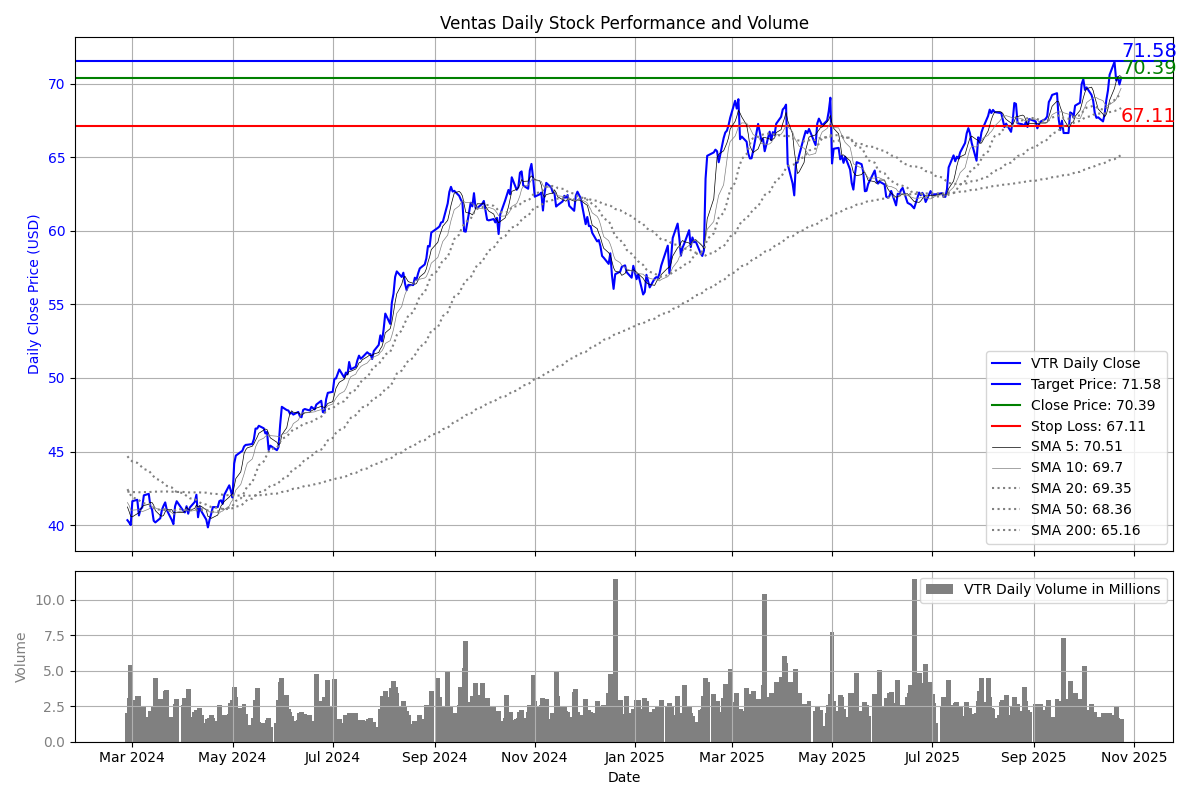 Ventas Daily Stock Performance and Volume
71.58
70.39
67.11
70
65
60
55
50
45
40
Daily Close Price (USD)
VTR Daily Close
Target Price: 71.58
Close Price: 70.39
Stop Loss: 67.11
SMA 5: 70.51
SMA 10: 69.7
SMA 20: 69.35
SMA 50: 68.36
SMA 200: 65.16
VTR Daily Volume in Millions
10.0
7.5
5.0
2.5
0.0
Volume
Mar 2024 May 2024 Jul 2024 Sep 2024 Nov 2024 Jan 2025 Mar 2025 May 2025 Jul 2025 Sep 2025 Nov 2025
Date